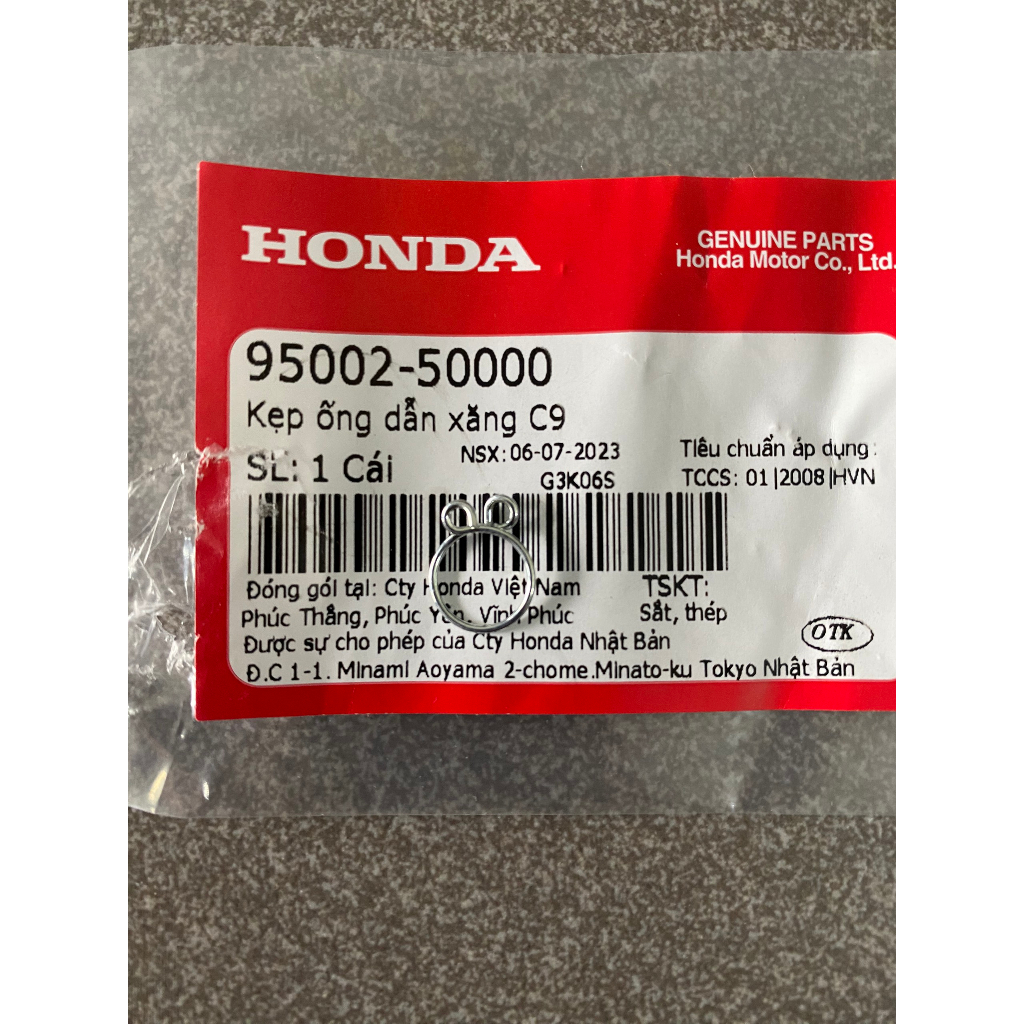 HONDA
GENUINE PARTS
Honda Motor Co., Ltd.
95002-50000
Kẹp ống dẫn xăng C9
SL: 1 Cái
NSX: 06-07-2023
G3K06S
Tiêu chuẩn áp dụng:
TCCS: 01|2008|HVN
Đóng gói tại: Cty Honda Việt Nam
Phúc Thắng, Phúc Yên, Vĩnh Phúc
TSKT:
Sắt, thép
Được sự cho phép của Cty Honda Nhật Bản
Đ.C 1-1. Minami Aoyama 2-chome.Minato-ku Tokyo Nhật Bản
OTK